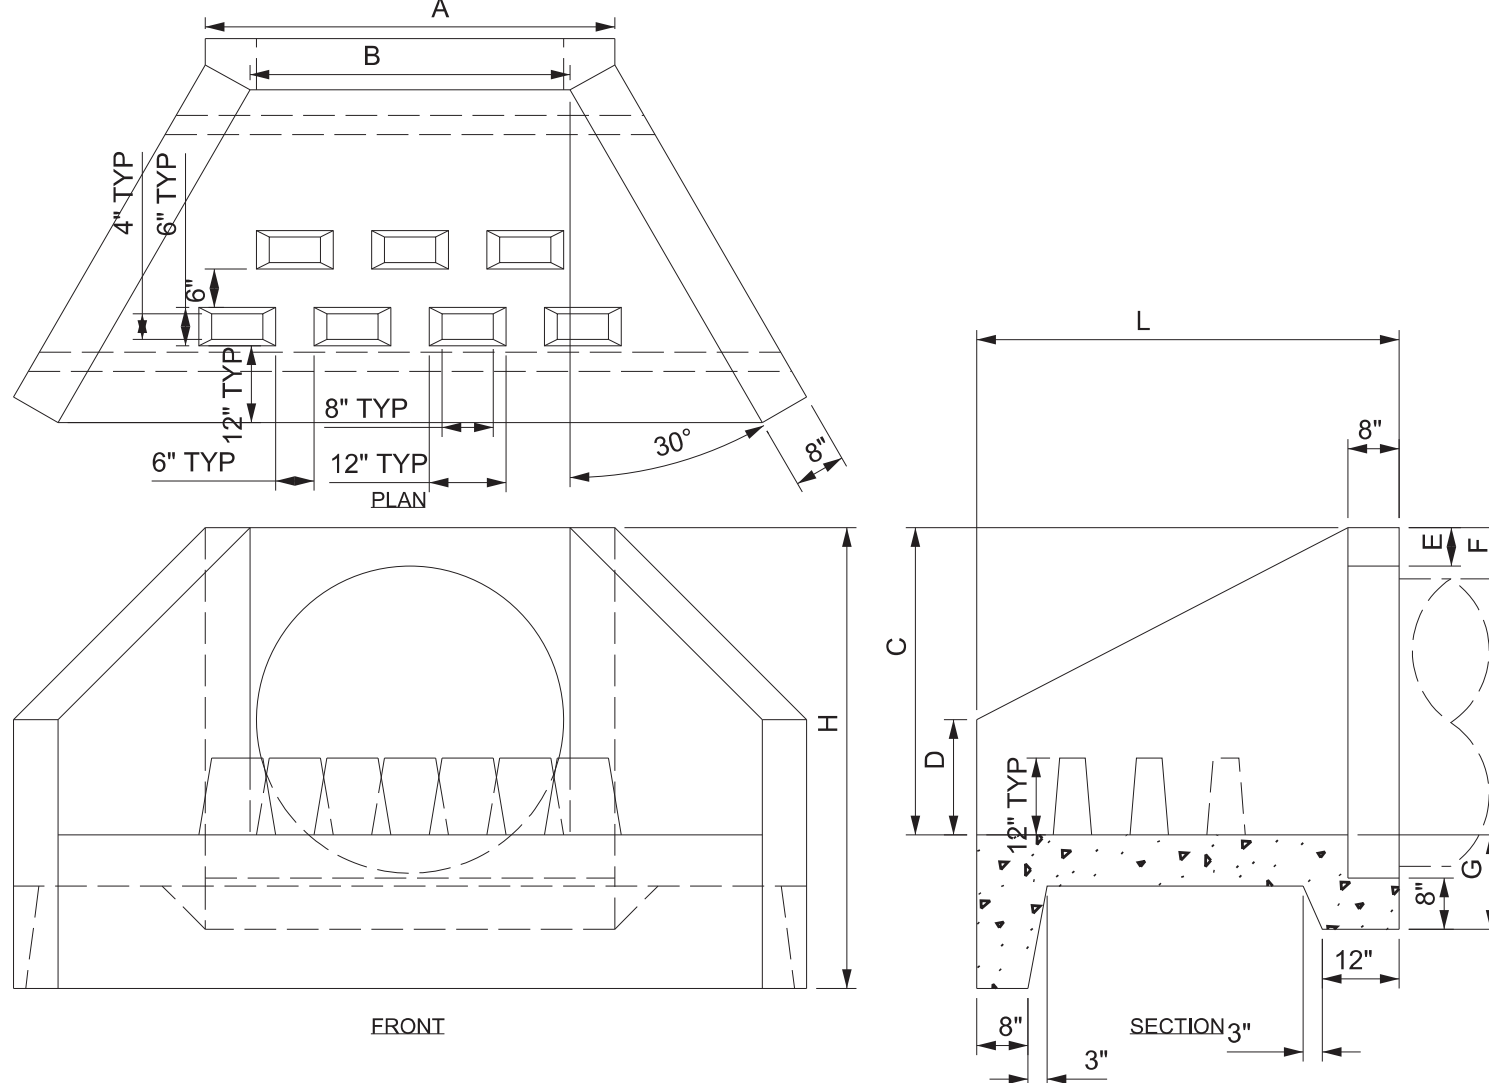 A
B
4" TYP
6" TYP
6"
12" TYP
8" TYP
30°
8"
6" TYP
12" TYP
PLAN
L
8"
E
F
C
H
D
12" TYP
G
8"
12"
FRONT
8"
SECTION
3"
3"